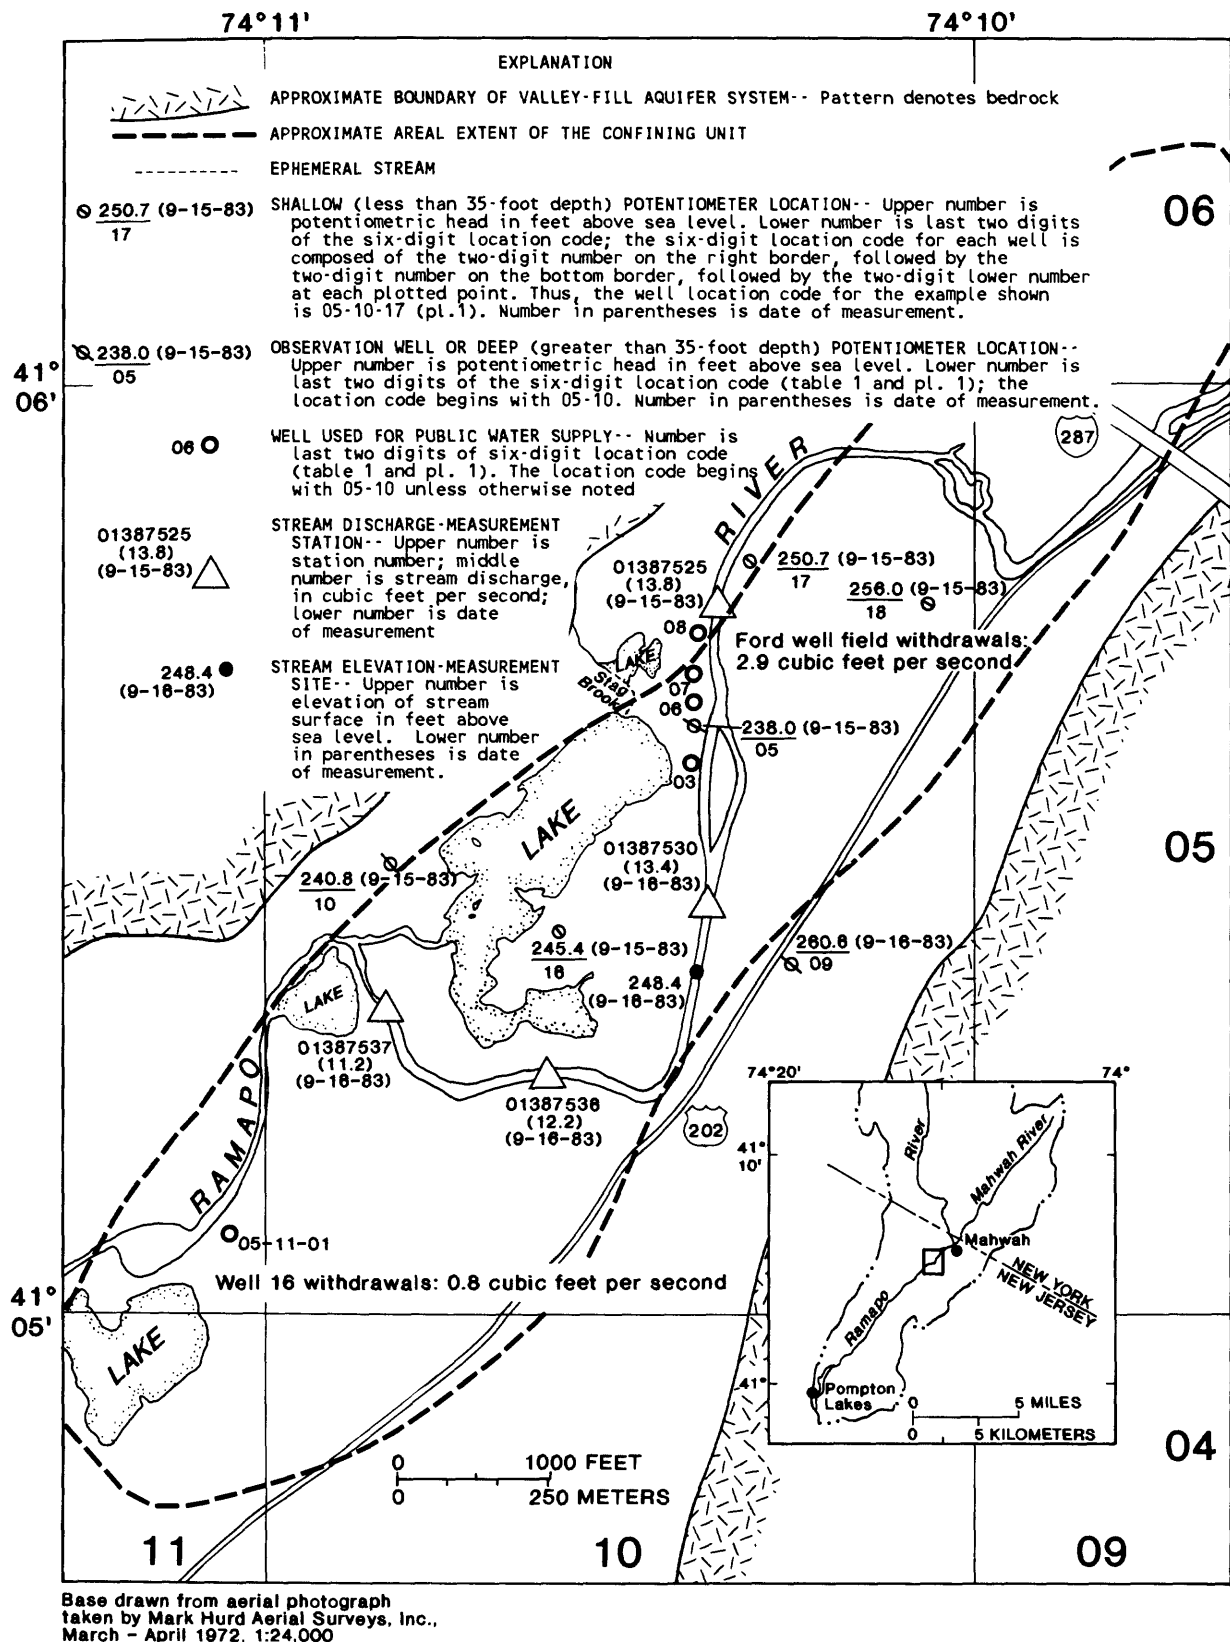 74°11'
74°10'
EXPLANATION
APPROXIMATE BOUNDARY OF VALLEY-FILL AQUIFER SYSTEM-- Pattern denotes bedrock
APPROXIMATE AREAL EXTENT OF THE CONFINING UNIT
EPHEMERAL STREAM
250.7 (9-15-83)
17
SHALLOW (less than 35-foot depth) POTENTIOMETER LOCATION-- Upper number is
potentiometric head in feet above sea level. Lower number is last two digits
of the six-digit location code; the six-digit location code for each well is
composed of the two-digit number on the right border, followed by the
two-digit number on the bottom border, followed by the two-digit lower number
at each plotted point. Thus, the well location code for the example shown
is 05-10-17 (pl.1). Number in parentheses is date of measurement.
06
238.0 (9-15-83)
05
OBSERVATION WELL OR DEEP (greater than 35-foot depth) POTENTIOMETER LOCATION--
Upper number is potentiometric head in feet above sea level. Lower number is
last two digits of the six-digit location code (table 1 and pl. 1); the
location code begins with 05-10. Number in parentheses is date of measurement.
41°
06'
06
WELL USED FOR PUBLIC WATER SUPPLY-- Number is
last two digits of six-digit location code
(table 1 and pl. 1). The location code begins
with 05-10 unless otherwise noted
287
RIVER
01387525
(13.8)
(9-15-83)
STREAM DISCHARGE-MEASUREMENT
STATION-- Upper number is
station number; middle
number is stream discharge,
in cubic feet per second;
lower number is date
of measurement
01387525
(13.8)
(9-15-83)
250.7 (9-15-83)
17
256.0 (9-15-83)
18
08
Ford well field withdrawals:
2.9 cubic feet per second
248.4
(9-16-83)
STREAM ELEVATION-MEASUREMENT
SITE-- Upper number is
elevation of stream
surface in feet above
sea level. Lower number
in parentheses is date
of measurement.
LAKE
Stag
Brook
07
06
238.0 (9-15-83)
05
03
LAKE
05
01387530
(13.4)
(9-16-83)
240.8 (9-15-83)
10
245.4 (9-15-83)
16
260.6 (9-16-83)
09
248.4
(9-16-83)
LAKE
01387537
(11.2)
(9-16-83)
01387536
(12.2)
(9-16-83)
202
RAMAPO
05-11-01
Well 16 withdrawals: 0.8 cubic feet per second
41°
05'
LAKE
74°20'
74°
41°
10'
River
Mahwah River
Mahwah
NEW YORK
NEW JERSEY
Ramapo
41°
Pompton
Lakes
0 5 MILES
0 5 KILOMETERS
04
0 1000 FEET
0 250 METERS
11
10
09
Base drawn from aerial photograph
taken by Mark Hurd Aerial Surveys, Inc.,
March - April 1972, 1:24,000